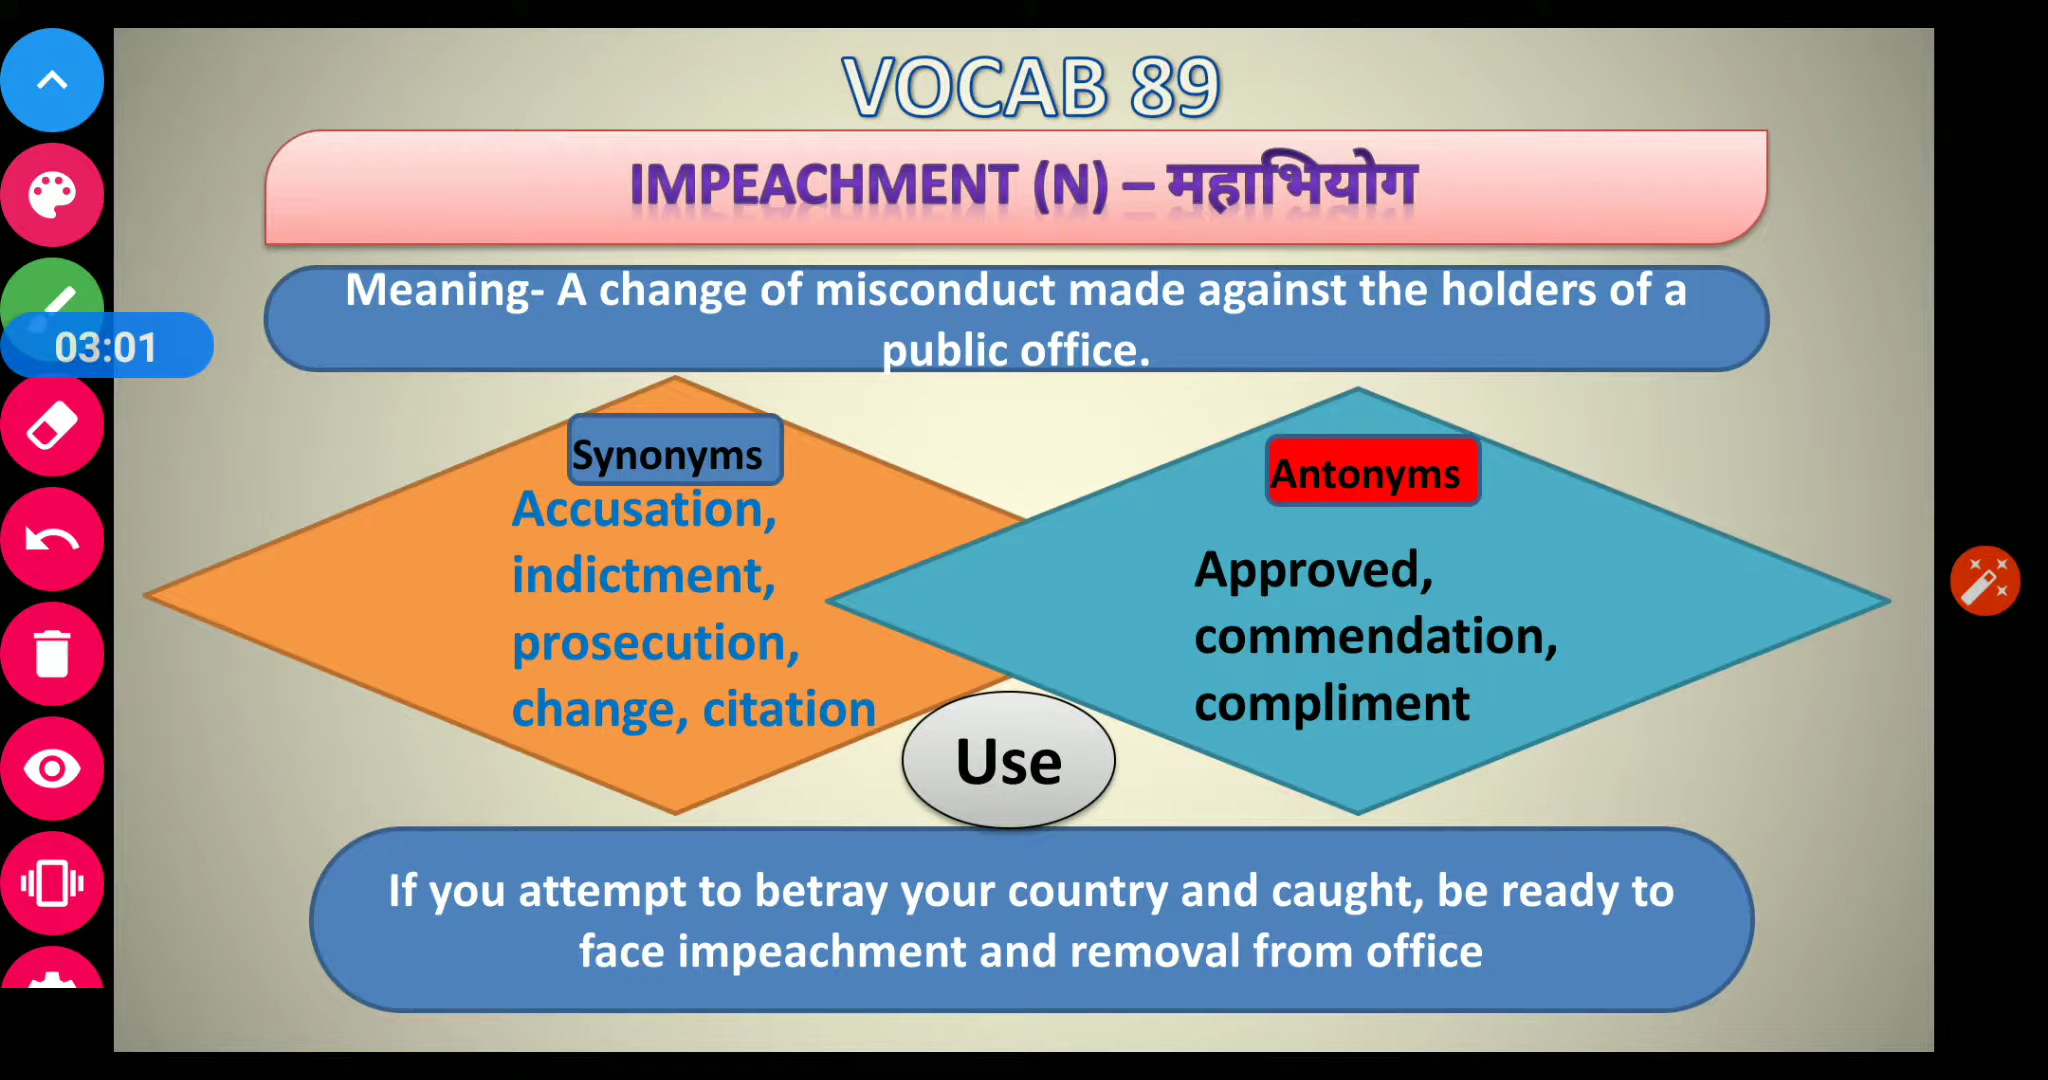 VOCAB 89
IMPEACHMENT (N) – महाभियोग
Meaning- A change of misconduct made against the holders of a
public office.
03:01
Synonyms
Accusation,
indictment,
prosecution,
change, citation
Antonyms
Approved,
commendation,
compliment
Use
If you attempt to betray your country and caught, be ready to
face impeachment and removal from office